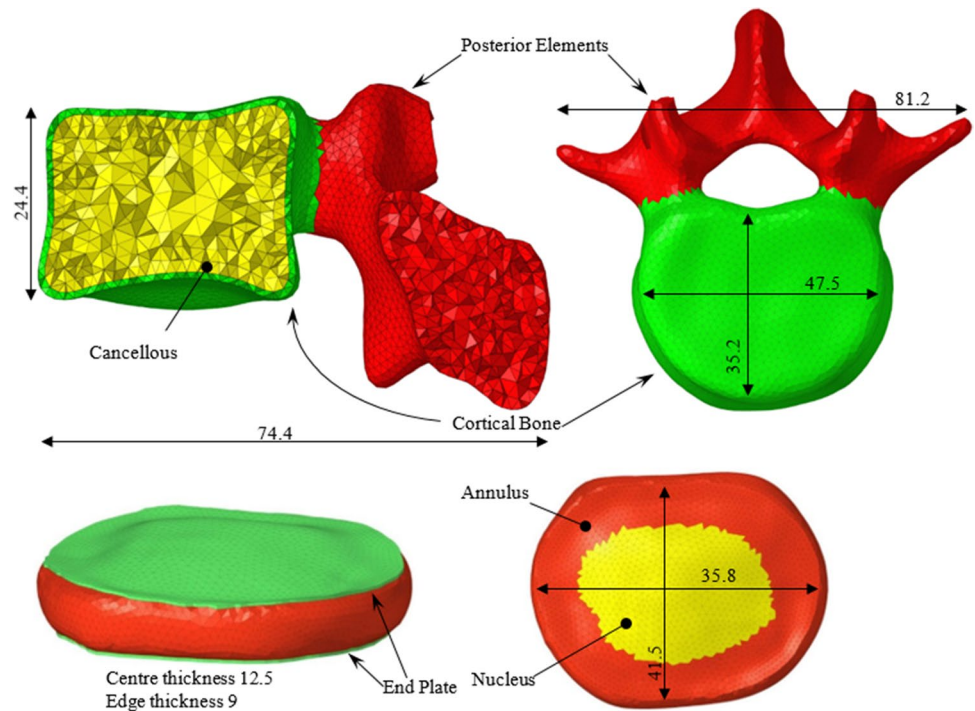 Posterior Elements
81.2
24.4
47.5
35.2
Cancellous
Cortical Bone
74.4
Annulus
35.8
Nucleus
41.5
End Plate
Centre thickness 12.5
Edge thickness 9